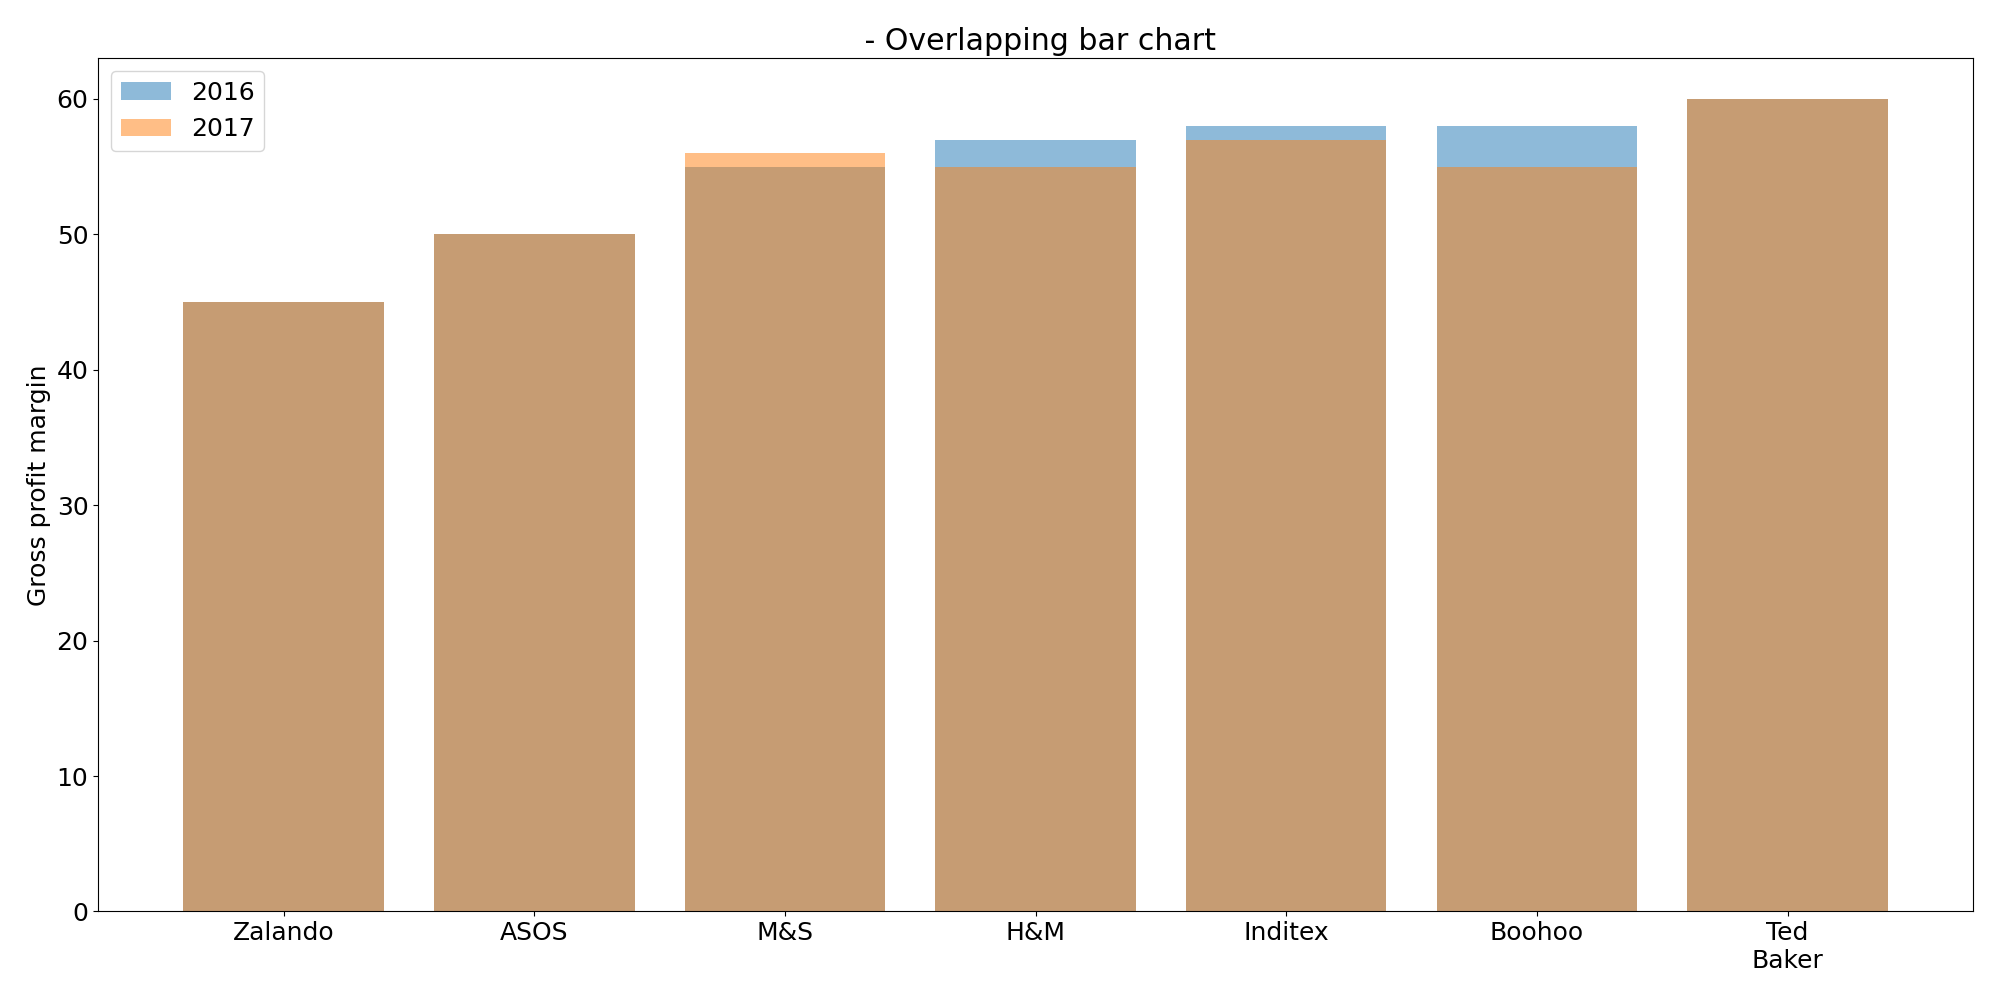 - Overlapping bar chart
2016
2017
Gross profit margin
60
50
40
30
20
10
0
Zalando
ASOS
M&S
H&M
Inditex
Boohoo
Ted
Baker